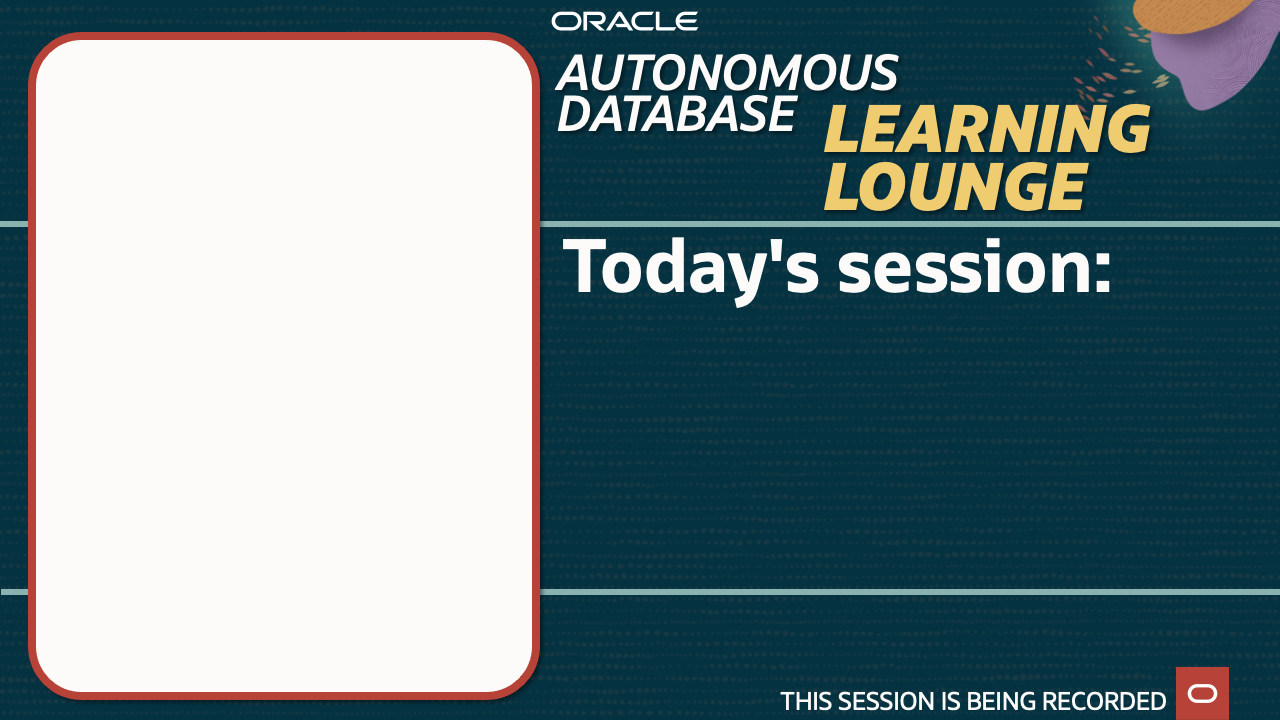 ORACLE
AUTONOMOUS
DATABASE
LEARNING
LOUNGE
Today's session:
THIS SESSION IS BEING RECORDED